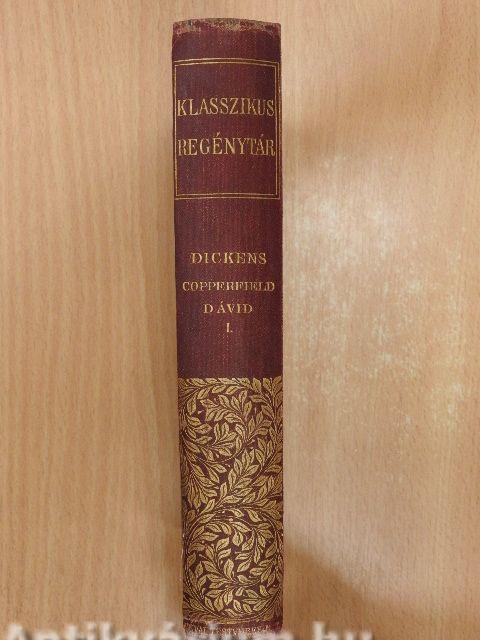 KLASSZIKUS
REGÉNYTÁR
DICKENS
COPPERFIELD
DÁVID
I.